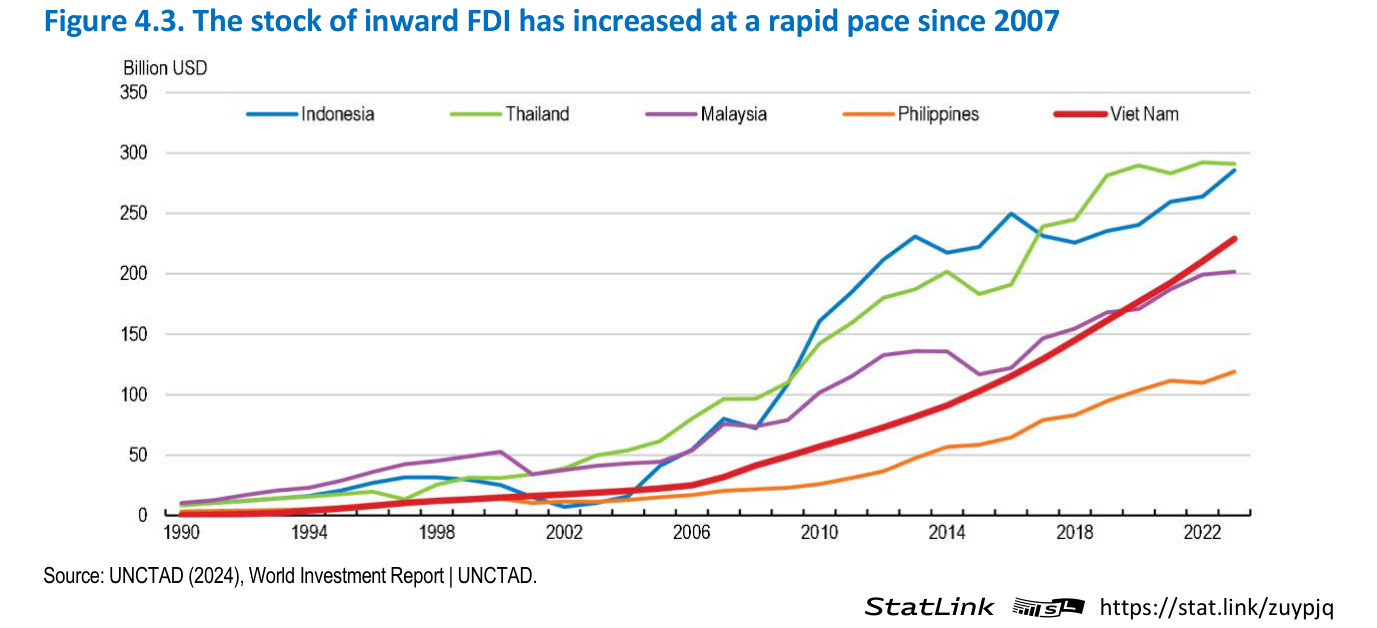 Figure 4.3. The stock of inward FDI has increased at a rapid pace since 2007
Billion USD
350
Indonesia Thailand Malaysia Philippines Viet Nam
300
250
200
150
100
50
0
1990 1994 1998 2002 2006 2010 2014 2018 2022
Source: UNCTAD (2024), World Investment Report | UNCTAD.
StatLink SL https://stat.link/zuypjq